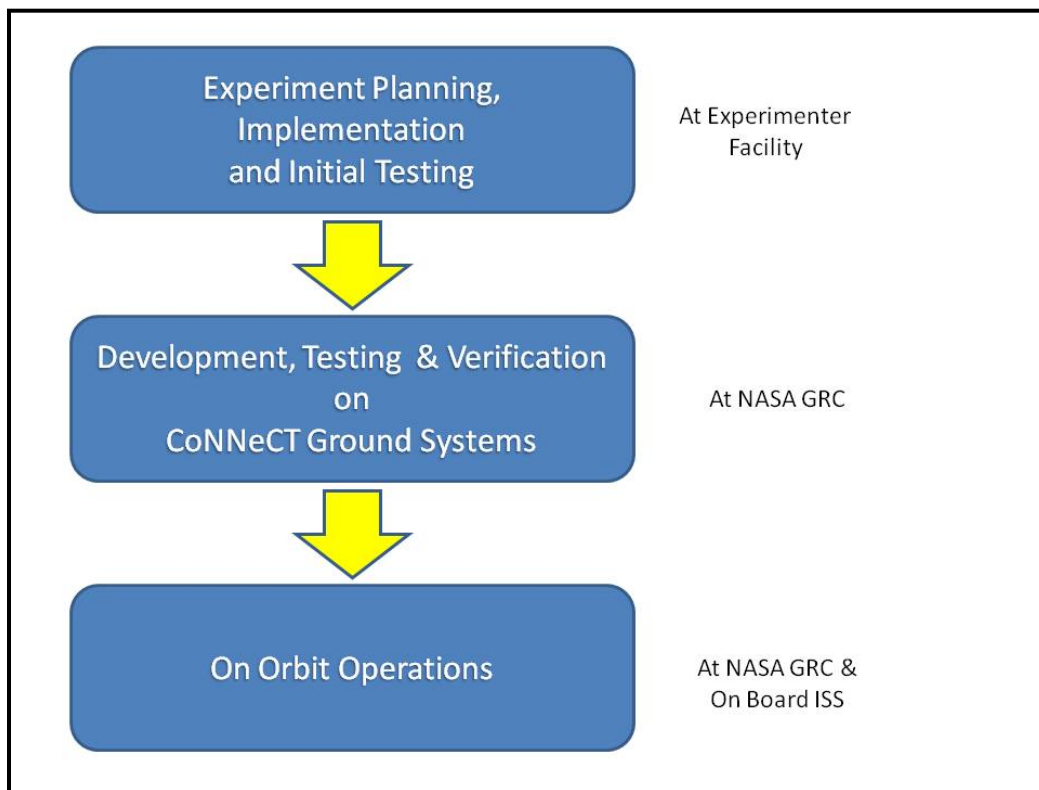 Experiment Planning,
Implementation
and Initial Testing
At Experimenter
Facility
Development, Testing & Verification
on
CoNNeCT Ground Systems
At NASA GRC
On Orbit Operations
At NASA GRC &
On Board ISS